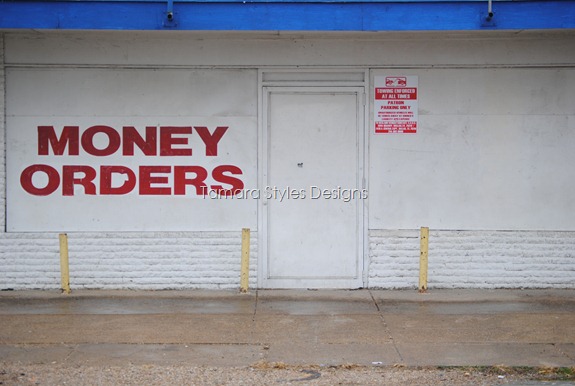 MONEY
ORDERS
TOWING ENFORCED
AT ALL TIMES
PATRON
PARKING ONLY
Tamara Styles Designs